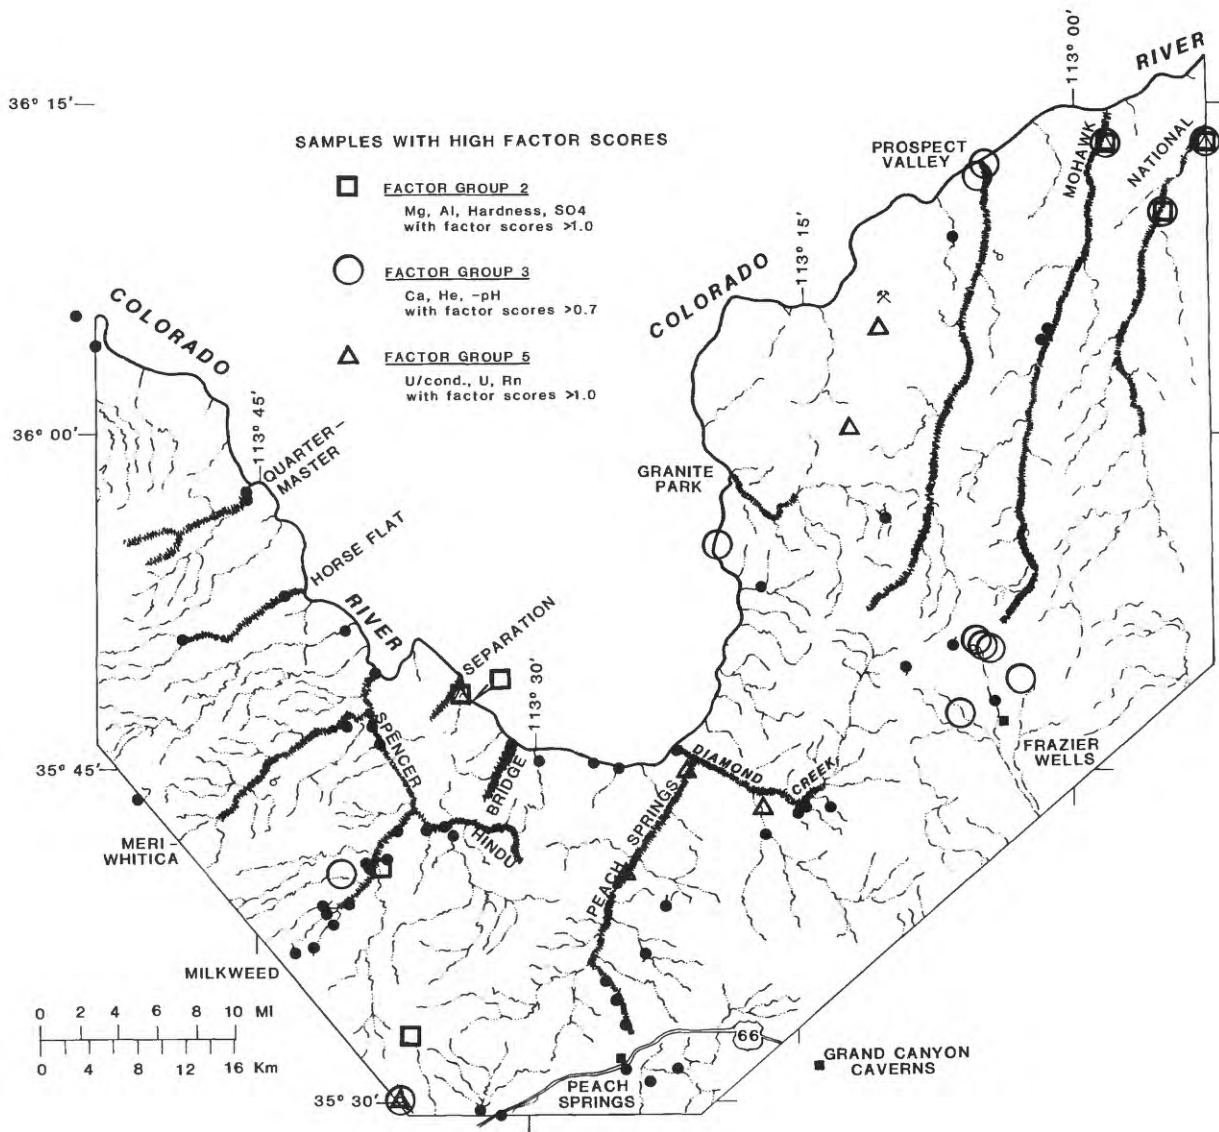 36° 15'
SAMPLES WITH HIGH FACTOR SCORES
FACTOR GROUP 2
Mg, Al, Hardness, SO4
with factor scores >1.0
FACTOR GROUP 3
Ca, He, -pH
with factor scores >0.7
FACTOR GROUP 5
U/cond., U, Rn
with factor scores >1.0
113° 00'
RIVER
PROSPECT
VALLEY
MOHAWK
NATIONAL
113° 15'
COLORADO
COLORADO
36° 00'
113° 45'
QUARTER-
MASTER
GRANITE
PARK
HORSE FLAT
RIVER
SEPARATION
113° 30'
SPENCER
BRIDGE
HINDU
DIAMOND
CREEK
PEACH SPRINGS
FRAZIER
WELLS
35° 45'
MERI-
WHITICA
MILKWEED
0 2 4 6 8 10 MI
0 4 8 12 16 Km
66
GRAND CANYON
CAVERNS
PEACH
SPRINGS
35° 30'